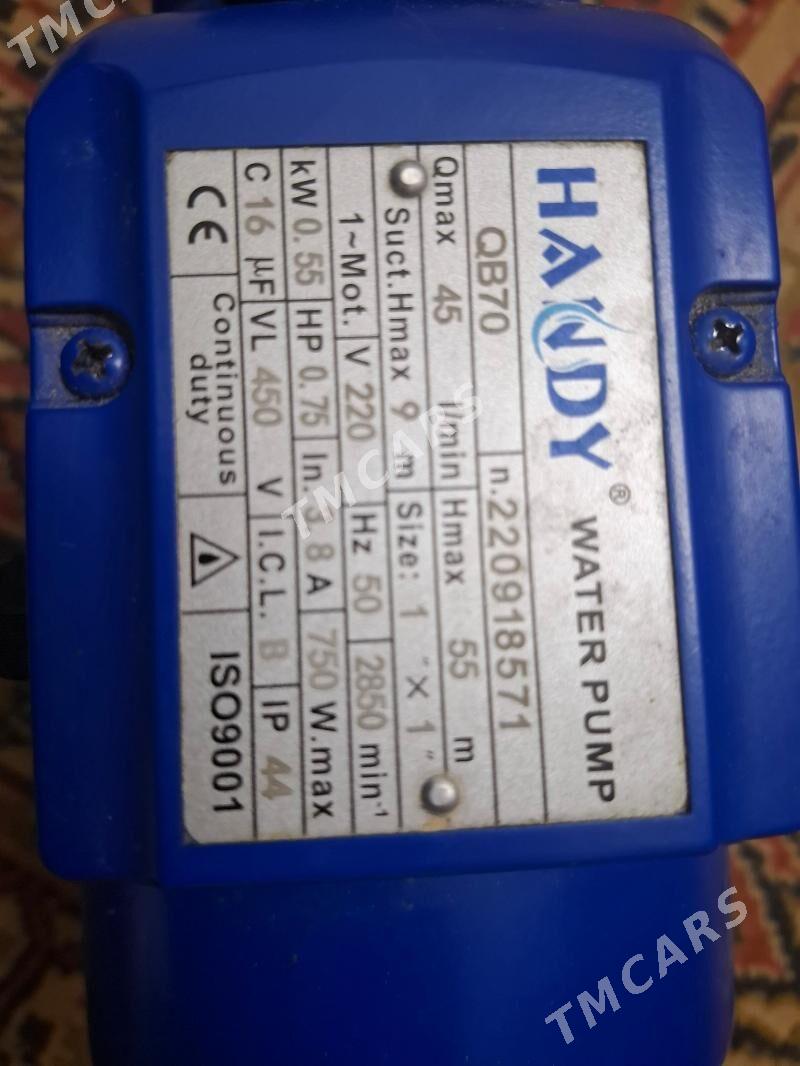 HANDY ® WATER PUMP
QB70 n.220918571
Qmax 45 l/min Hmax 55 m
Suct.Hmax 9 m Size: 1 "×1"
1~Mot. V 220 Hz 50 2850 min-¹
kW 0.55 HP 0.75 In. 3.8 A 750 W.max
C 16 µF VL 450 V I.C.L. B IP 44
CE Continuous duty ISO9001
TMCARS
TMCARS
TMCARS